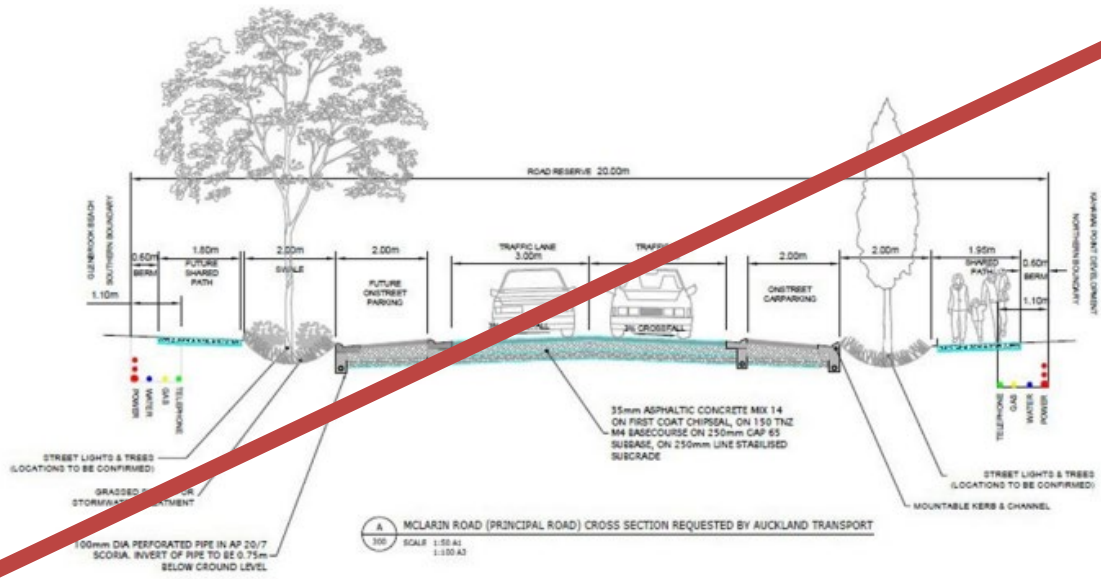 ROAD RESERVE 20.00m
GLENBROOK BEACH
SOUTHERN BOUNDARY
0.60m
BERM
1.10m
1.80m
FUTURE
SHARED
PATH
2.00m
SWALE
2.00m
FUTURE
ONSTREET
PARKING
TRAFFIC LANE
3.00m
TRAFFIC
3% CROSSFALL
2.00m
ONSTREET
CARPARKING
2.00m
1.95m
SHARED
PATH
0.60m
BERM
1.10m
NORTHERN BOUNDARY
POWER
WATER
GAS
TELEPHONE
TELEPHONE
GAS
WATER
POWER
STREET LIGHTS & TREES
(LOCATIONS TO BE CONFIRMED)
GRASSED
STORMWATER
100mm DIA PERFORATED PIPE IN AP 20/7
SCORIA. INVERT OF PIPE TO BE 0.75m
BELOW GROUND LEVEL
35mm ASPHALTIC CONCRETE MIX 14
ON FIRST COAT CHIPSEAL, ON 150 TNZ
M4 BASECOURSE ON 250mm GAP 65
SUBBASE, ON 250mm LINE STABILISED
SUBGRADE
STREET LIGHTS & TREES
(LOCATIONS TO BE CONFIRMED)
MOUNTABLE KERB & CHANNEL
A
300
MCLARIN ROAD (PRINCIPAL ROAD) CROSS SECTION REQUESTED BY AUCKLAND TRANSPORT
SCALE 1:50 A1
1:100 A3